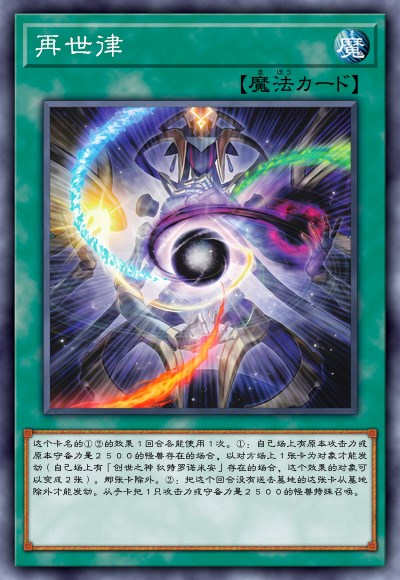 再世律
魔
【魔法カード】
ま ほう
这个卡名的①②的效果1回合各能使用1次。①：自己场上有原本攻击力或
原本守备力是2500的怪兽存在的场合，以对方场上1张卡为对象才能发
动（自己场上有「创世之神 狄特罗诺米安」存在的场合，这个效果的对象可
以变成2张）。那张卡除外。②：把这个回合没有送去墓地的这张卡从墓地
除外才能发动。从手卡把1只攻击力或守备力是2500的怪兽特殊召唤。